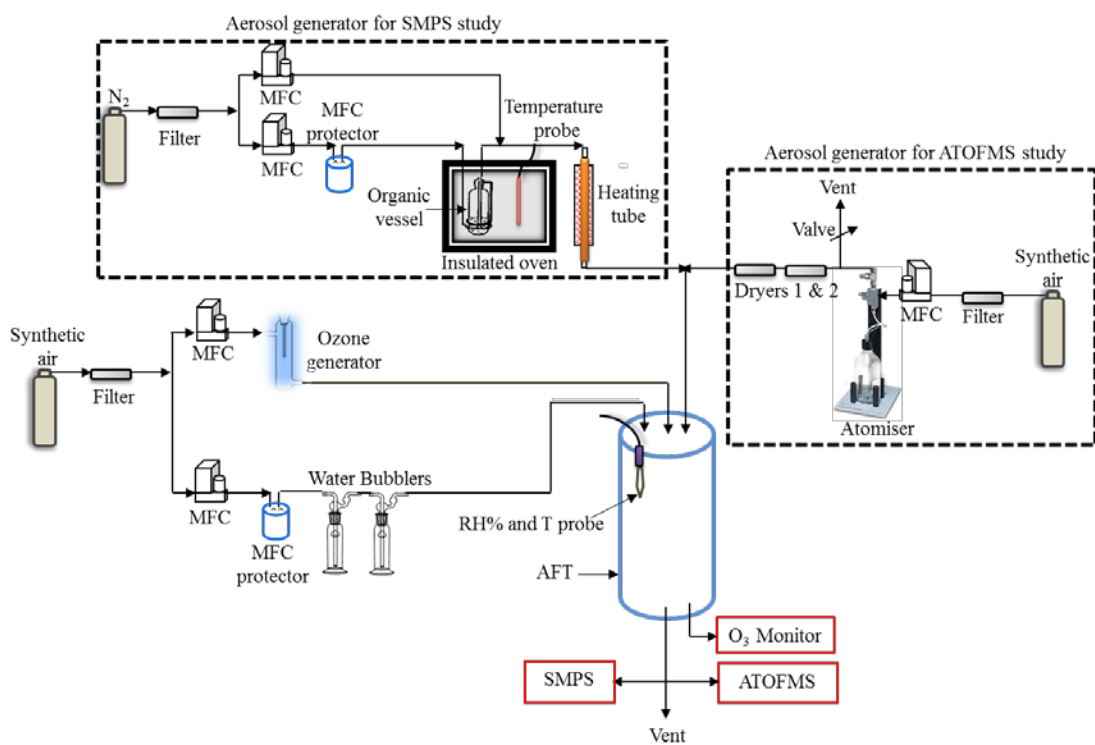 Aerosol generator for SMPS study
N2
Filter
MFC
MFC
MFC
protector
Temperature
probe
Organic
vessel
Insulated oven
Heating
tube
Aerosol generator for ATOFMS study
Vent
Valve
Dryers 1 & 2
MFC
Filter
Synthetic
air
Atomiser
Synthetic
air
Filter
MFC
Ozone
generator
MFC
MFC
protector
Water Bubblers
RH% and T probe
AFT
O3 Monitor
SMPS
ATOFMS
Vent